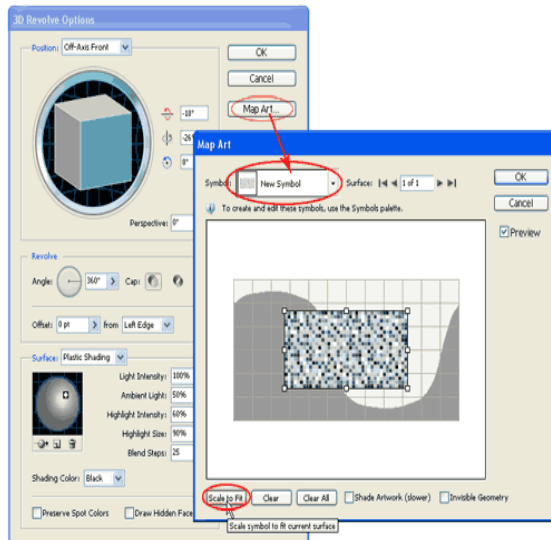 3D Revolve Options
Position: Off-Axis Front
OK
Cancel
Map Art...
-18°
-26°
0°
Perspective: 0°
Revolve
Angle: 360° Cap:
Offset: 0 pt from Left Edge
Surface: Plastic Shading
Light Intensity: 100%
Ambient Light: 50%
Highlight Intensity: 60%
Highlight Size: 90%
Blend Steps: 25
Shading Color: Black
Preserve Spot Colors Draw Hidden Face
Map Art
Symbol: New Symbol Surface: 1 of 1
OK
To create and edit these symbols, use the Symbols palette.
Cancel
Preview
Scale to Fit Clear Clear All Shade Artwork (slower) Invisible Geometry
Scale symbol to fit current surface